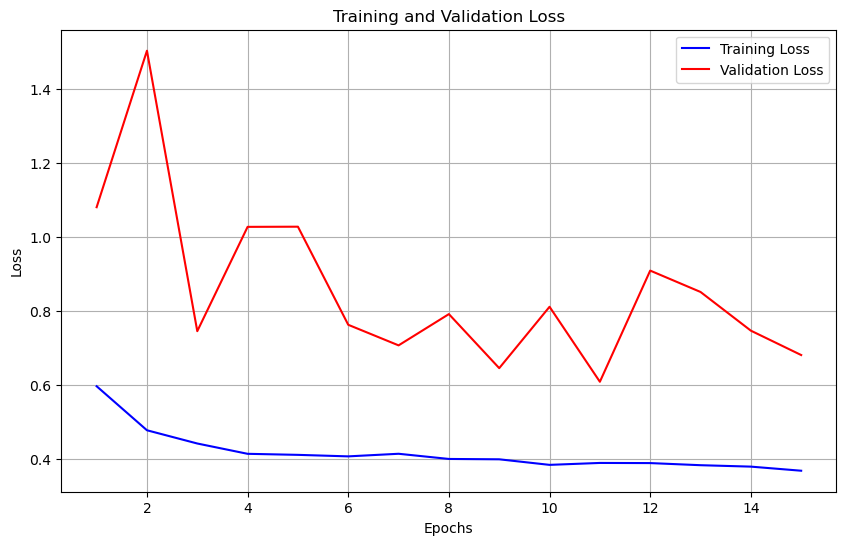 Training and Validation Loss
Training Loss
Validation Loss
1.4
1.2
1.0
0.8
0.6
0.4
Loss
2 4 6 8 10 12 14
Epochs